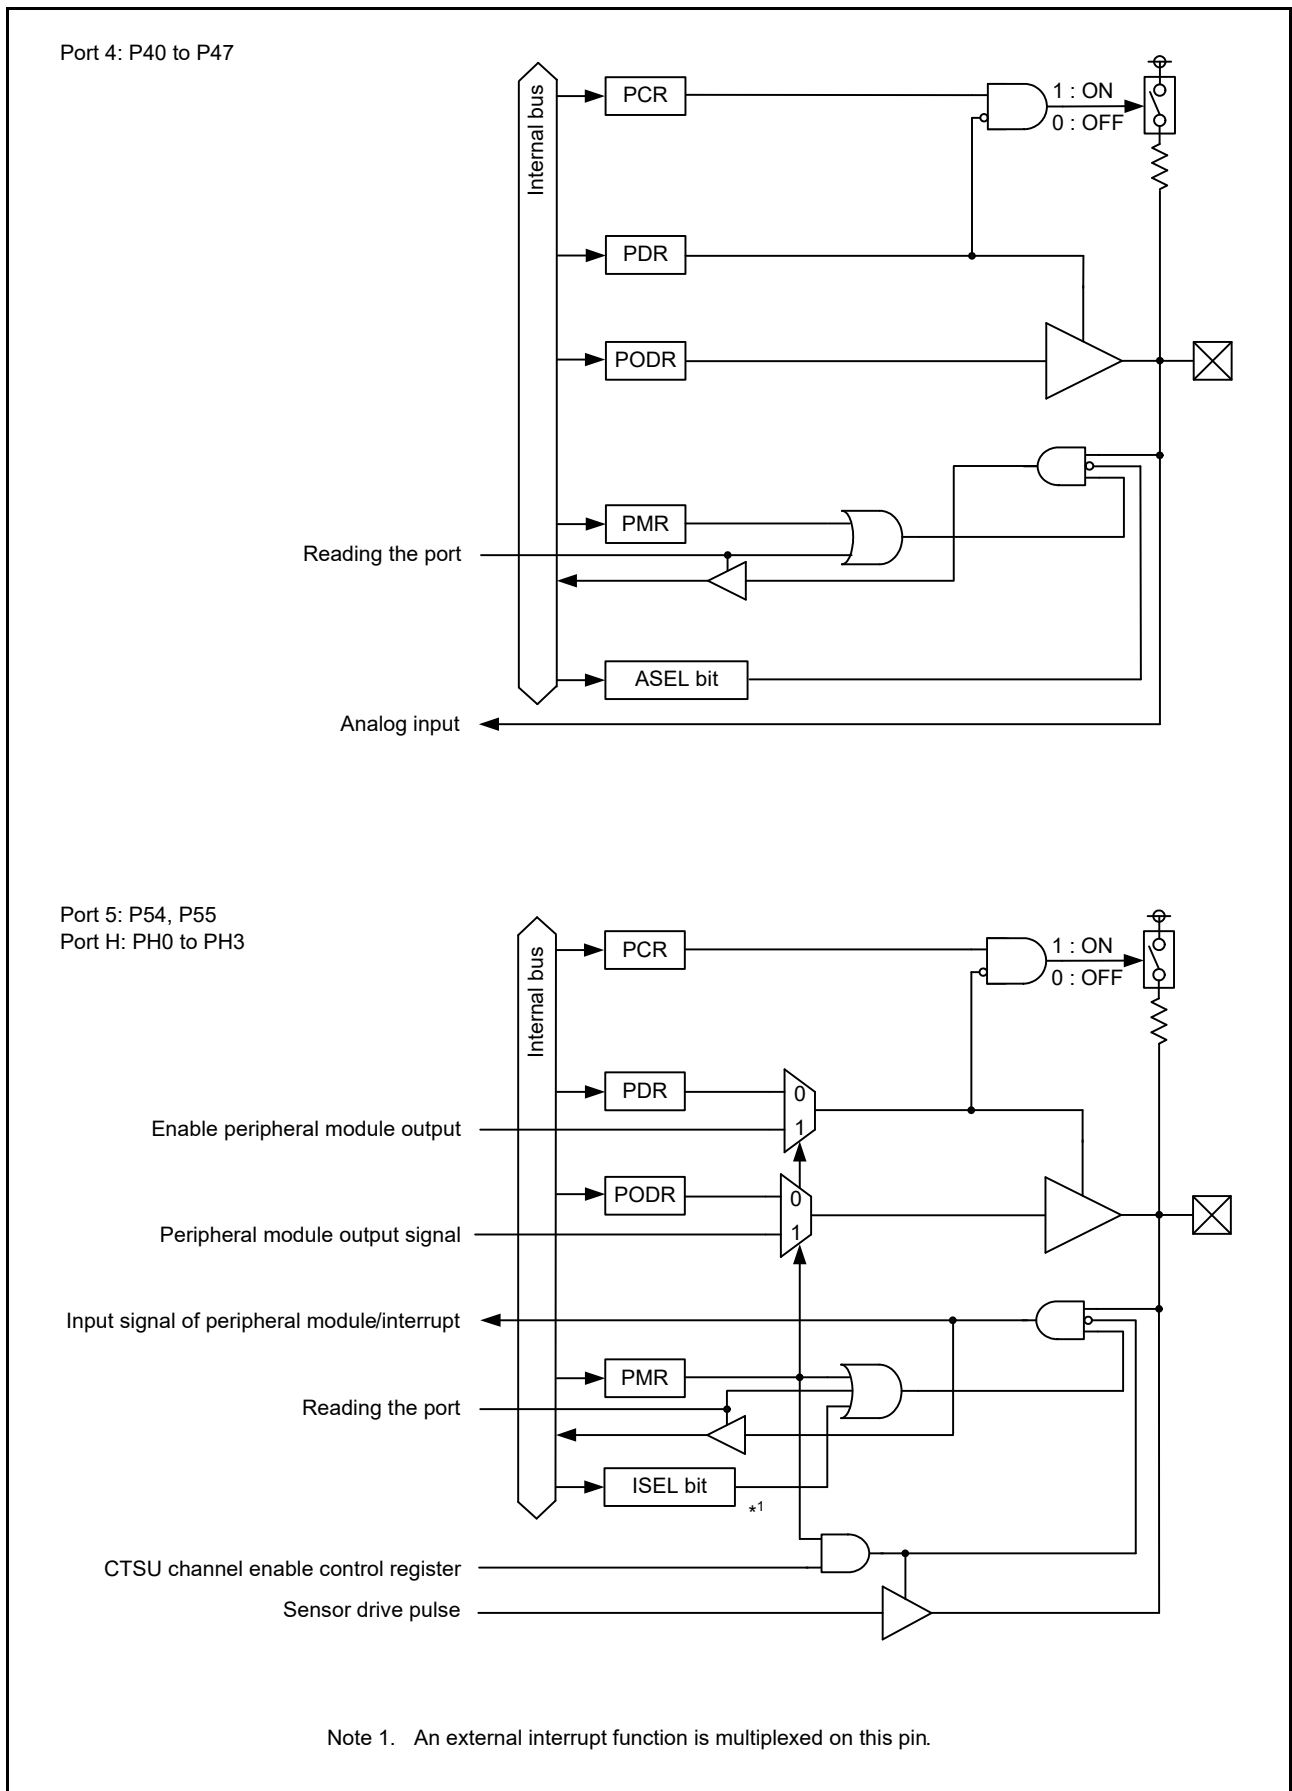 Port 4: P40 to P47
Internal bus
PCR
1 : ON
0 : OFF
PDR
PODR
PMR
Reading the port
ASEL bit
Analog input
Port 5: P54, P55
Port H: PH0 to PH3
Internal bus
PCR
1 : ON
0 : OFF
PDR
0
1
Enable peripheral module output
PODR
0
1
Peripheral module output signal
Input signal of peripheral module/interrupt
PMR
Reading the port
ISEL bit
*1
CTSU channel enable control register
Sensor drive pulse
Note 1. An external interrupt function is multiplexed on this pin.